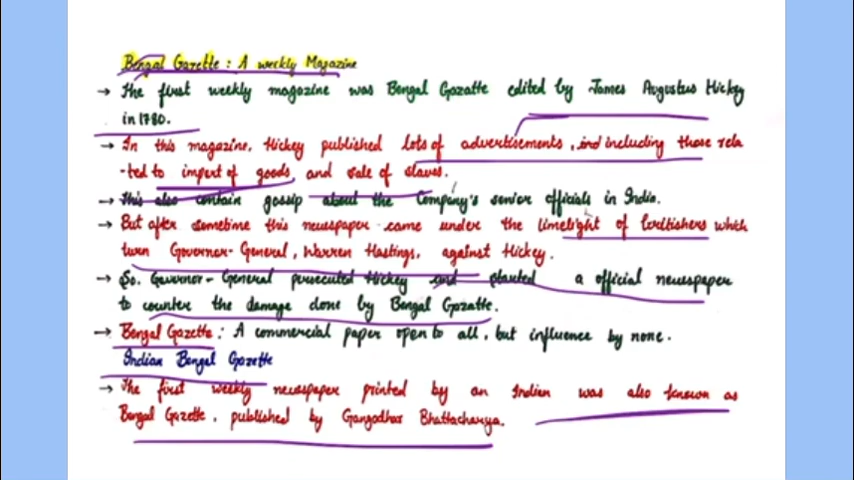 Bengal Gazette : A weekly Magazine
→ The first weekly magazine was Bengal Gazatte edited by James Augustus Hickey
in 1780.
→ In this magazine, Hickey published lots of advertisements, and including those rela
-ted to import of goods and sale of slaves.
→ This also contain gossip about the Company's senior officials in India.
→ But after sometime this newspaper came under the limelight of britishers which
turn Governor-General, Warren Hastings, against Hickey.
→ So. Governor-General persecuted Hickey and started a official newspaper
to counter the damage done by Bengal Gazatte.
→ Bengal Gazette : A commercial paper open to all, but influence by none.
Indian Bengal Gazette
→ The first weekly newspaper printed by an Indian was also known as
Bengal Gazette, published by Gangadhar Bhattacharya.